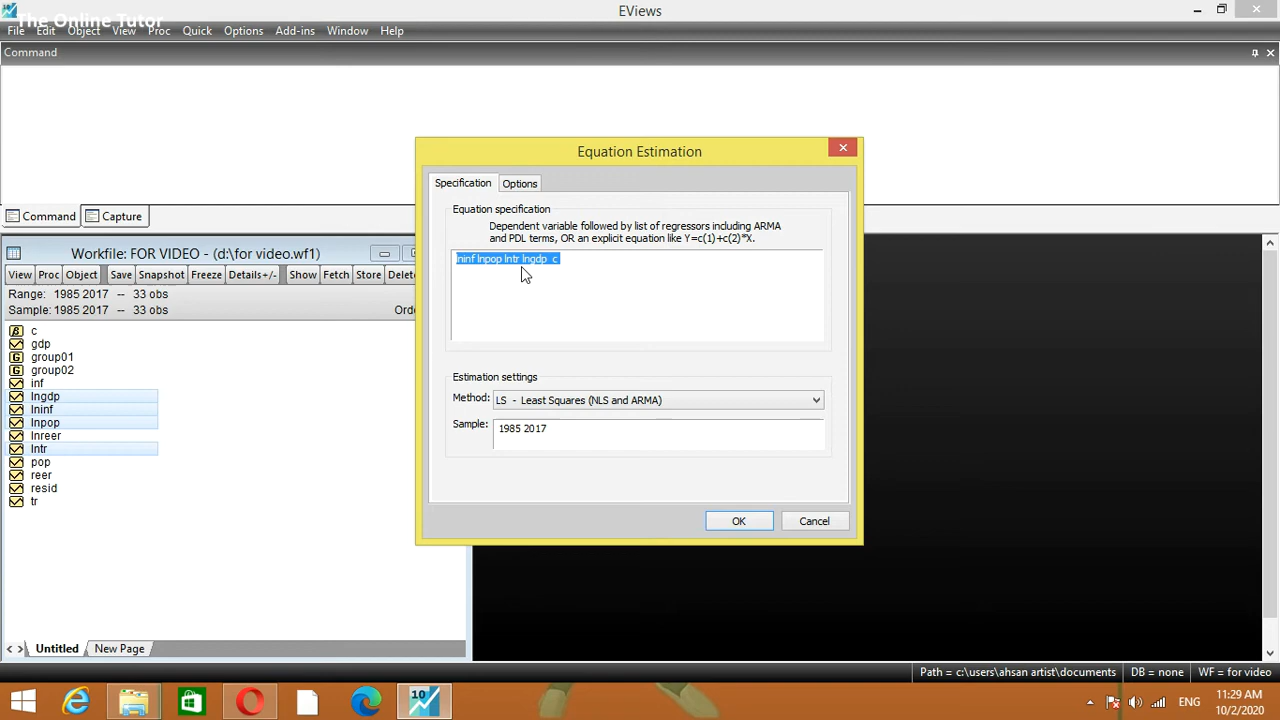 The Online Tutor
EViews
File Edit Object View Proc Quick Options Add-ins Window Help
Command
Command Capture
Workfile: FOR VIDEO - (d:\for video.wf1)
View Proc Object Save Snapshot Freeze Details+/- Show Fetch Store Delete
Range: 1985 2017 -- 33 obs
Sample: 1985 2017 -- 33 obs
c
gdp
group01
group02
inf
lngdp
lninf
lnpop
lnreer
lntr
pop
reer
resid
tr
Untitled New Page
Equation Estimation
Specification Options
Equation specification
Dependent variable followed by list of regressors including ARMA
and PDL terms, OR an explicit equation like Y=c(1)+c(2)*X.
lninf lnpop lntr lngdp c
Estimation settings
Method: LS - Least Squares (NLS and ARMA)
Sample: 1985 2017
OK Cancel
Path = c:\users\ahsan artist\documents DB = none WF = for video
10
ENG
11:29 AM
10/2/2020